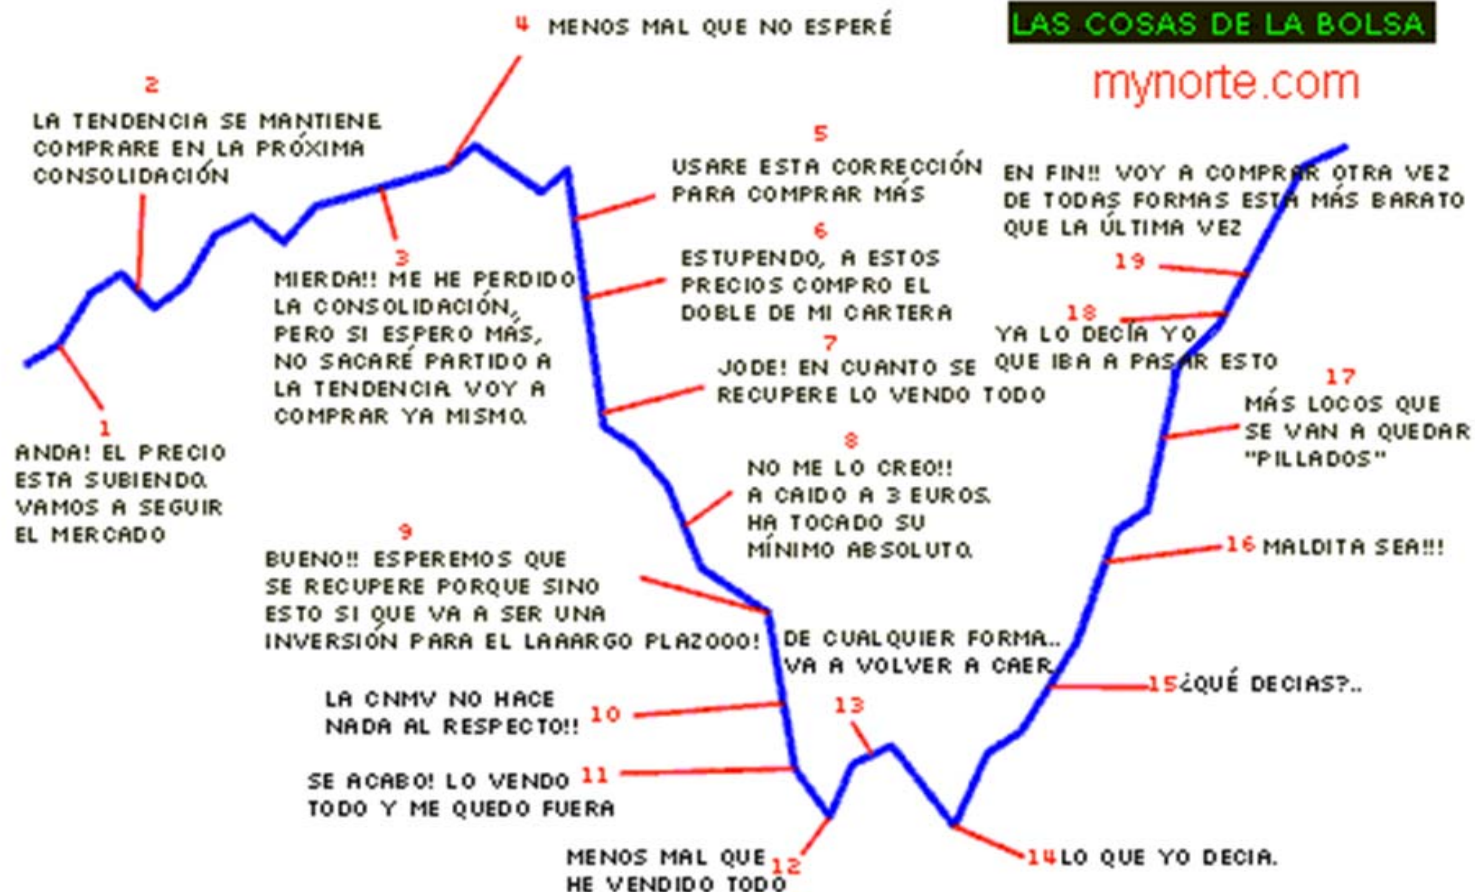 LAS COSAS DE LA BOLSA
mynorte.com
1
ANDA! EL PRECIO
ESTA SUBIENDO.
VAMOS A SEGUIR
EL MERCADO
2
LA TENDENCIA SE MANTIENE
COMPRARE EN LA PRÓXIMA
CONSOLIDACIÓN
3
MIERDA!! ME HE PERDIDO
LA CONSOLIDACIÓN,
PERO SI ESPERO MÁS,
NO SACARÉ PARTIDO A
LA TENDENCIA. VOY A
COMPRAR YA MISMO.
4 MENOS MAL QUE NO ESPERÉ
5
USARE ESTA CORRECCIÓN
PARA COMPRAR MÁS
6
ESTUPENDO, A ESTOS
PRECIOS COMPRO EL
DOBLE DE MI CARTERA
7
JODE! EN CUANTO SE
RECUPERE LO VENDO TODO
8
NO ME LO CREO!!
A CAIDO A 3 EUROS.
HA TOCADO SU
MÍNIMO ABSOLUTO.
9
BUENO!! ESPEREMOS QUE
SE RECUPERE PORQUE SINO
ESTO SI QUE VA A SER UNA
INVERSIÓN PARA EL LAAARGO PLAZOOO!
LA CNMV NO HACE
NADA AL RESPECTO!! 10
SE ACABO! LO VENDO 11
TODO Y ME QUEDO FUERA
MENOS MAL QUE 12
HE VENDIDO TODO
DE CUALQUIER FORMA..
VA A VOLVER A CAER.
13
14 LO QUE YO DECIA.
15 ¿QUÉ DECIAS?..
16 MALDITA SEA!!!
17
MÁS LOCOS QUE
SE VAN A QUEDAR
"PILLADOS"
18
YA LO DECÍA YO
QUE IBA A PASAR ESTO
EN FIN!! VOY A COMPRAR OTRA VEZ
DE TODAS FORMAS ESTÁ MÁS BARATO
QUE LA ÚLTIMA VEZ
19